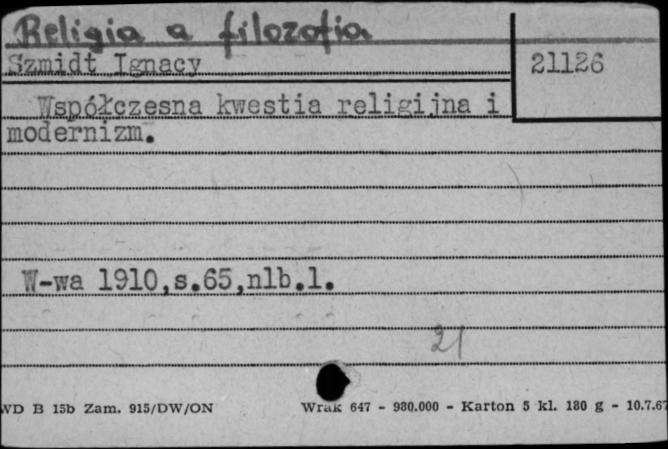 Religia a filozofia
Szmidt Ignacy
21126
Współczesna kwestia religijna i
modernizm.
W-wa 1910,s.65,nlb.1.
21
WD B 15b Zam. 915/DW/ON
Wrak 647 - 980.000 - Karton 5 kl. 180 g - 10.7.67